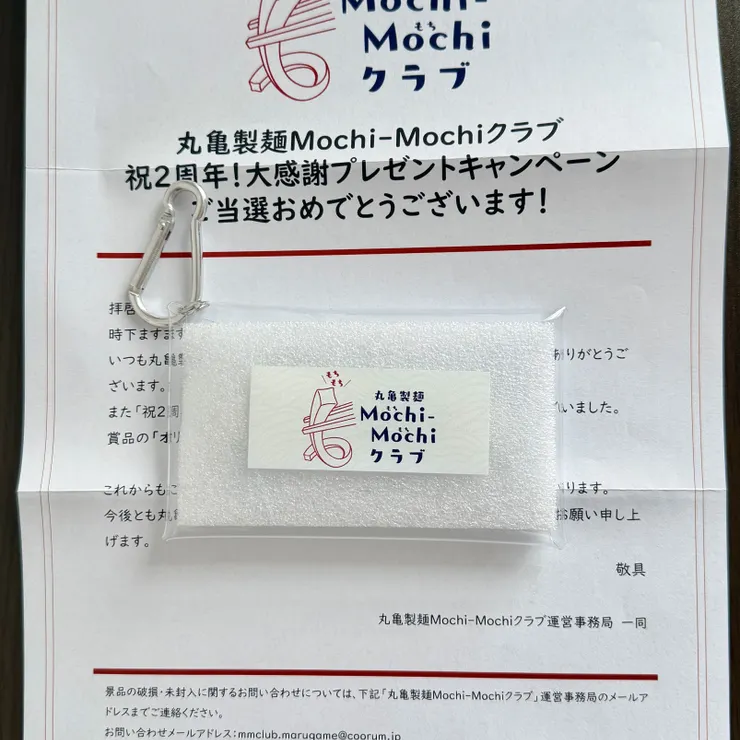 Mochi-
もち
Mochi
クラブ
丸亀製麺Mochi-Mochiクラブ
祝2周年!大感謝プレゼントキャンペーン
ご当選おめでとうございます!
拝啓
時下ますます
いつも丸亀製 ありがとうご
ざいます。
また「祝2周 いました。
賞品の「オリ
これからもこ ります。
今後とも丸亀 お願い申し上
げます。
もち
もち
丸亀製麺
もち
Mochi-
もち
Mochi
クラブ
敬具
丸亀製麺Mochi-Mochiクラブ運営事務局 一同
景品の破損・未封入に関するお問い合わせについては、下記「丸亀製麺Mochi-Mochiクラブ」運営事務局のメールア
ドレスまでご連絡ください。
お問い合わせメールアドレス:mmclub.marugame@coorum.jp